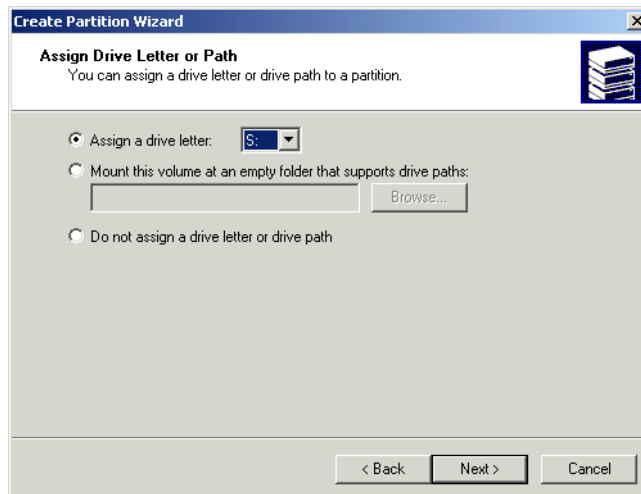 Create Partition Wizard
Assign Drive Letter or Path
You can assign a drive letter or drive path to a partition.
Assign a drive letter: S:
Mount this volume at an empty folder that supports drive paths:
Browse...
Do not assign a drive letter or drive path
< Back Next > Cancel